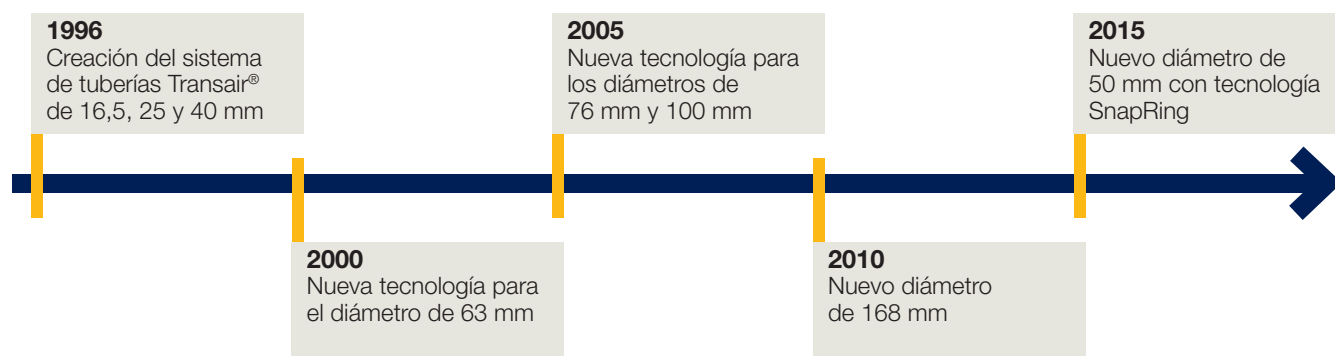 1996
Creación del sistema
de tuberías Transair®
de 16,5, 25 y 40 mm
2000
Nueva tecnología para
el diámetro de 63 mm
2005
Nueva tecnología para
los diámetros de
76 mm y 100 mm
2010
Nuevo diámetro
de 168 mm
2015
Nuevo diámetro de
50 mm con tecnología
SnapRing